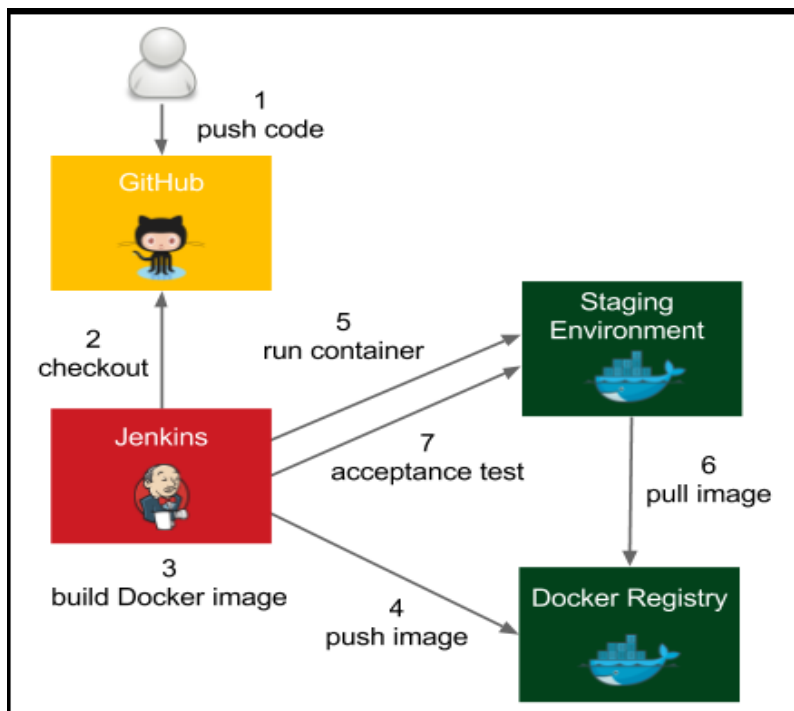 1
push code
GitHub
2
checkout
5
run container
Staging
Environment
Jenkins
7
acceptance test
6
pull image
3
build Docker image
4
push image
Docker Registry